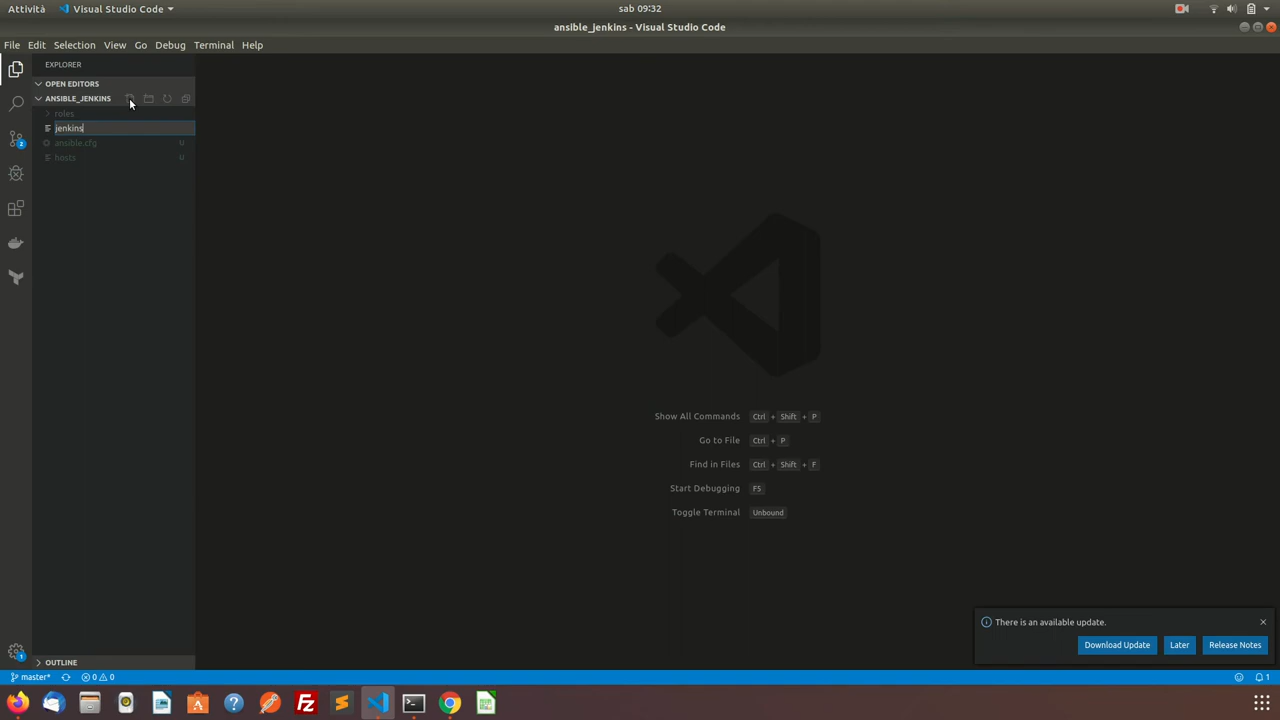 Attività
Visual Studio Code
sab 09:32
ansible_jenkins - Visual Studio Code
File Edit Selection View Go Debug Terminal Help
EXPLORER
OPEN EDITORS
ANSIBLE_JENKINS
roles
jenkins
ansible.cfg U
hosts U
2
Show All Commands Ctrl + Shift + P
Go to File Ctrl + P
Find in Files Ctrl + Shift + F
Start Debugging F5
Toggle Terminal Unbound
There is an available update.
Download Update Later Release Notes
1
OUTLINE
master* 0 0 1